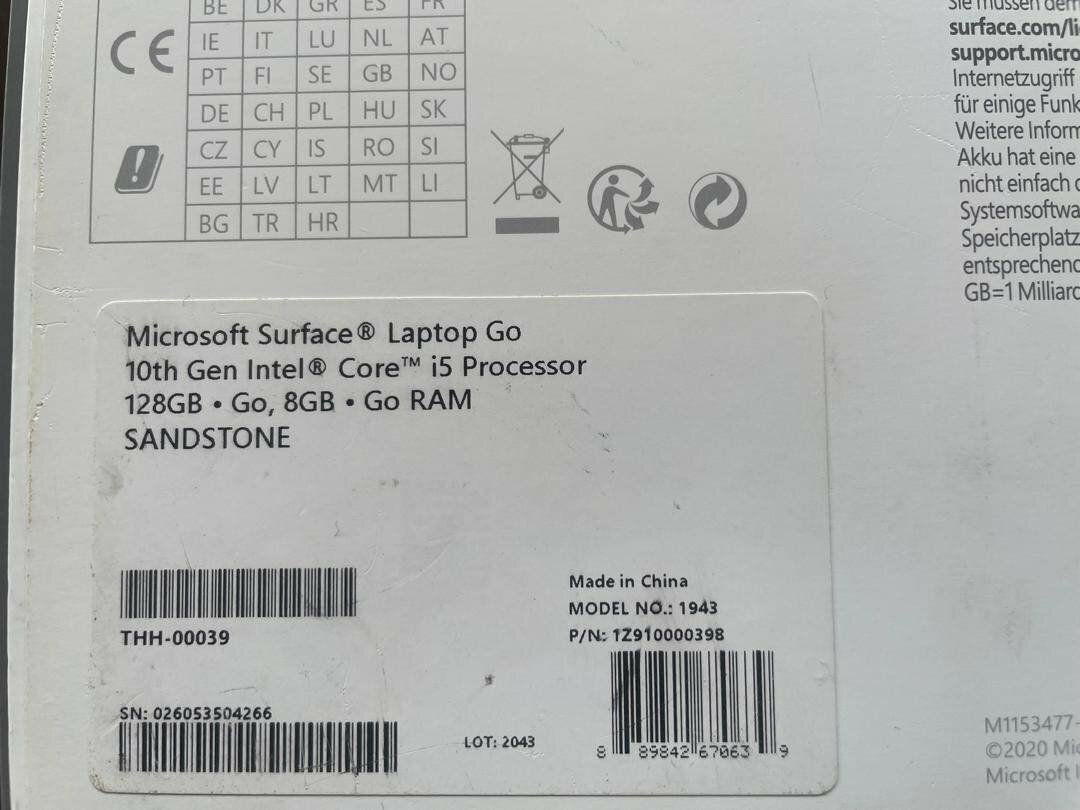 BE DK GR ES FR
CE
IE IT LU NL AT
PT FI SE GB NO
DE CH PL HU SK
CZ CY IS RO SI
EE LV LT MT LI
BG TR HR
Sie müssen dem
surface.com/li
support.micro
Internetzugriff
für einige Funk
Weitere Inform
Akku hat eine
nicht einfach
Systemsoftwa
Speicherplatz
entsprechend
GB=1 Milliard
Microsoft Surface® Laptop Go
10th Gen Intel® Core™ i5 Processor
128GB • Go, 8GB • Go RAM
SANDSTONE
THH-00039
SN: 026053504266
LOT: 2043
Made in China
MODEL NO.: 1943
P/N: 1Z910000398
8 89842 67063 9
M1153477-
©2020 Mic
Microsoft